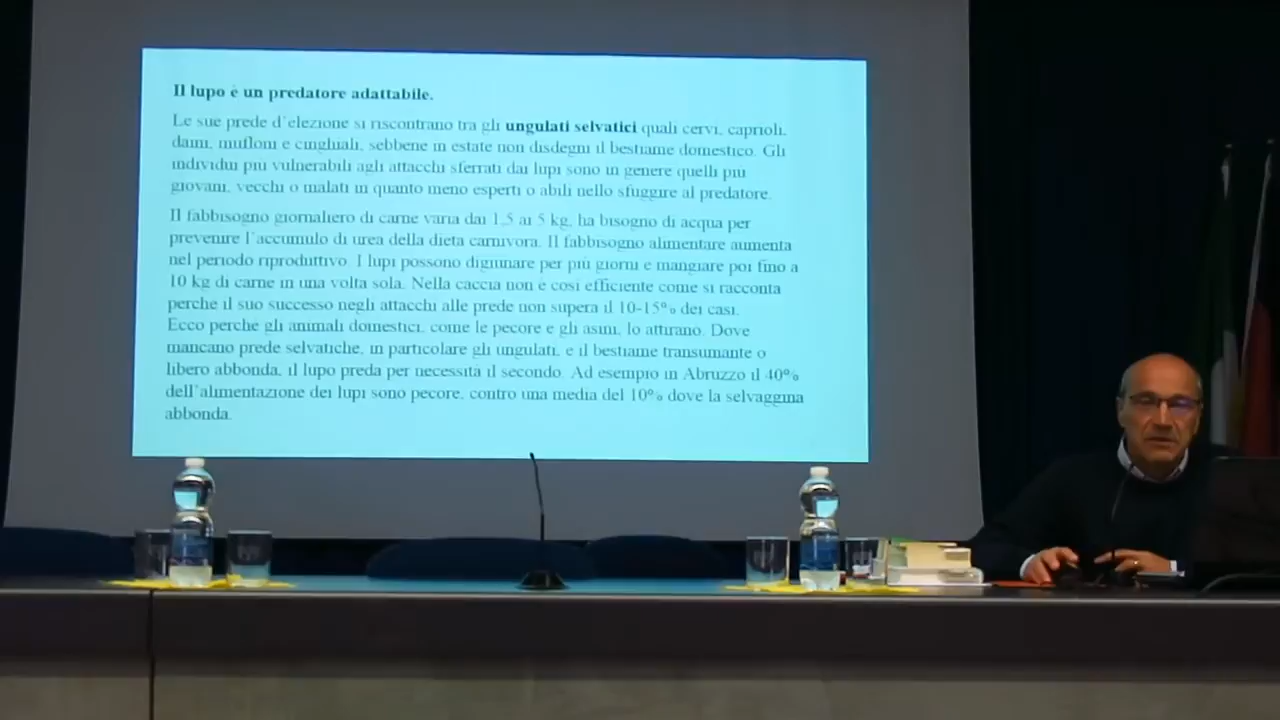 Il lupo è un predatore adattabile.
Le sue prede d'elezione si riscontrano tra gli ungulati selvatici quali cervi, caprioli,
daini, mufloni e cinghiali, sebbene in estate non disdegni il bestiame domestico. Gli
individui più vulnerabili agli attacchi sferrati dai lupi sono in genere quelli più
giovani, vecchi o malati in quanto meno esperti o abili nello sfuggire al predatore.
Il fabbisogno giornaliero di carne varia dai 1,5 ai 5 kg, ha bisogno di acqua per
prevenire l'accumulo di urea della dieta carnivora. Il fabbisogno alimentare aumenta
nel periodo riproduttivo. I lupi possono digiunare per più giorni e mangiare poi fino a
10 kg di carne in una volta sola. Nella caccia non è così efficiente come si racconta
perché il suo successo negli attacchi alle prede non supera il 10-15% dei casi.
Ecco perché gli animali domestici, come le pecore e gli asini, lo attirano. Dove
mancano prede selvatiche, in particolare gli ungulati, e il bestiame transumante o
libero abbonda, il lupo preda per necessità il secondo. Ad esempio in Abruzzo il 40%
dell'alimentazione dei lupi sono pecore, contro una media del 10% dove la selvaggina
abbonda.